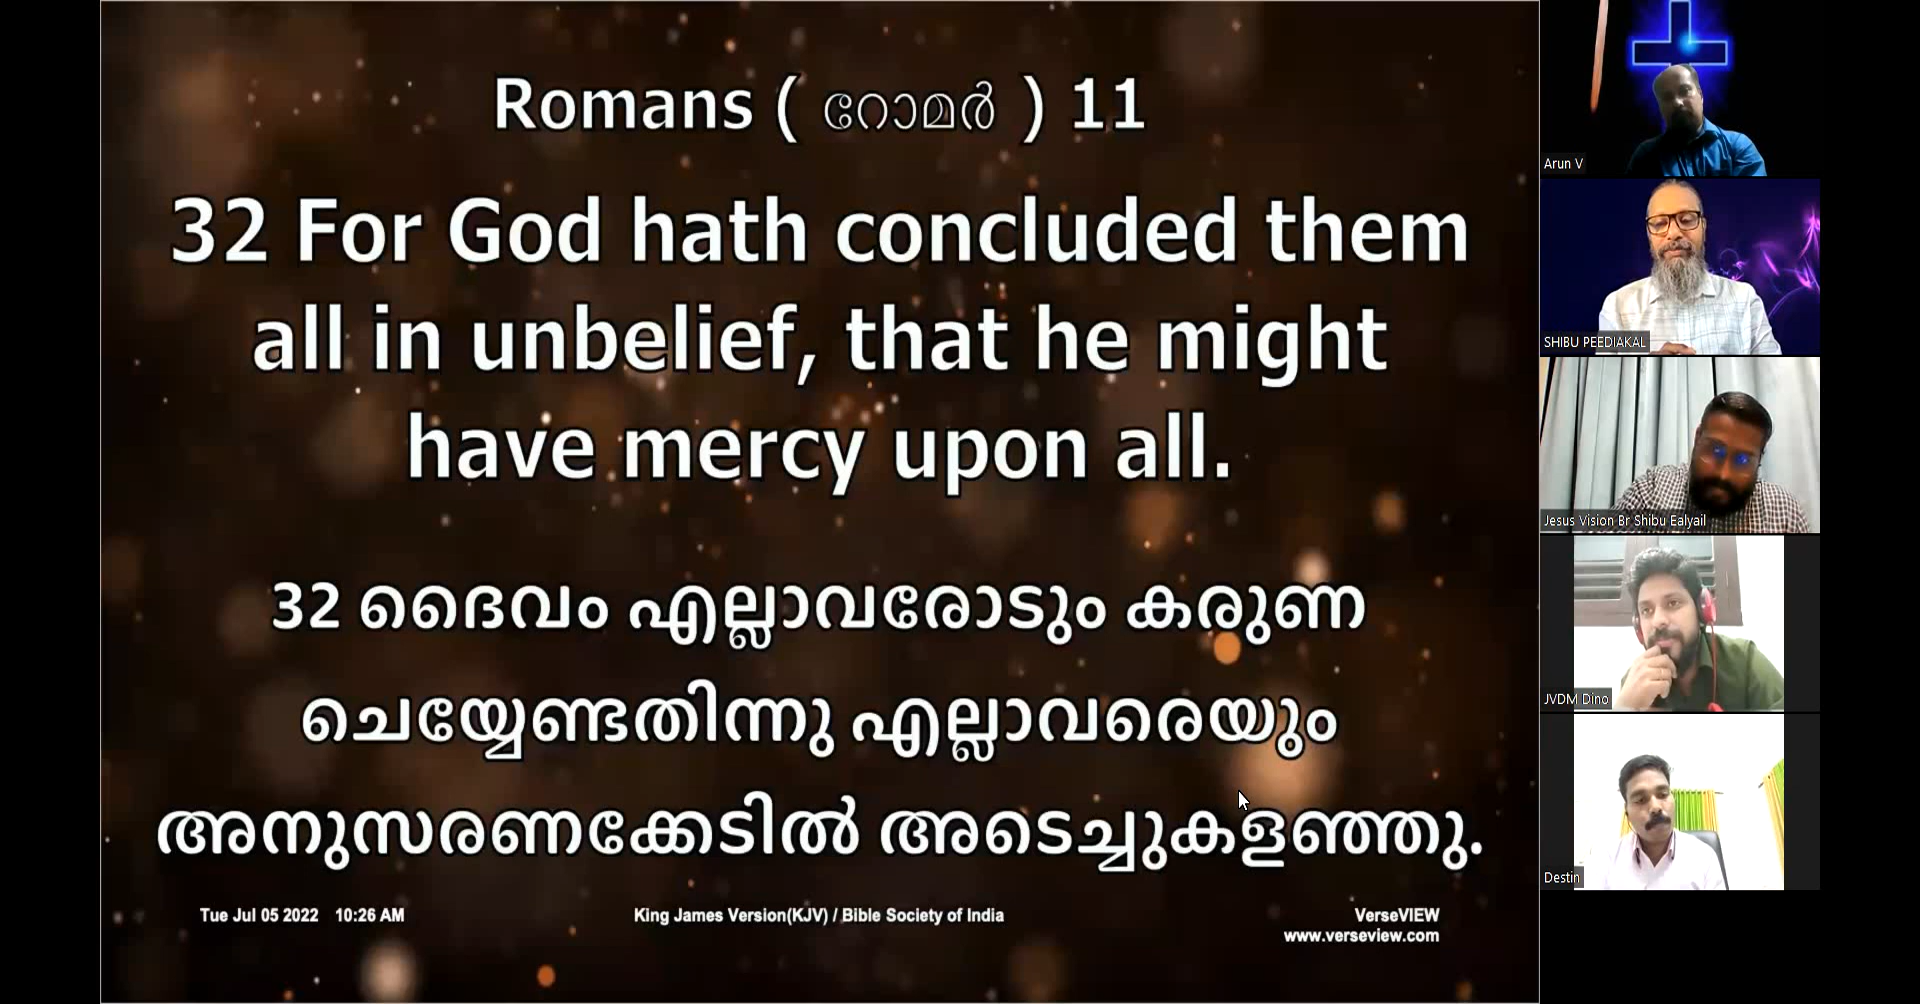 Romans ( റോമർ ) 11
32 For God hath concluded them
all in unbelief, that he might
have mercy upon all.
32 ദൈവം എല്ലാവരോടും കരുണ
ചെയ്യേണ്ടതിന്നു എല്ലാവരെയും
അനുസരണക്കേടിൽ അടെച്ചുകളഞ്ഞു.
Tue Jul 05 2022 10:26 AM
King James Version(KJV) / Bible Society of India
VerseVIEW
www.verseview.com
Arun V
SHIBU PEEDIAKAL
Jesus Vision Br Shibu Ealyail
JVDM Dino
Destin